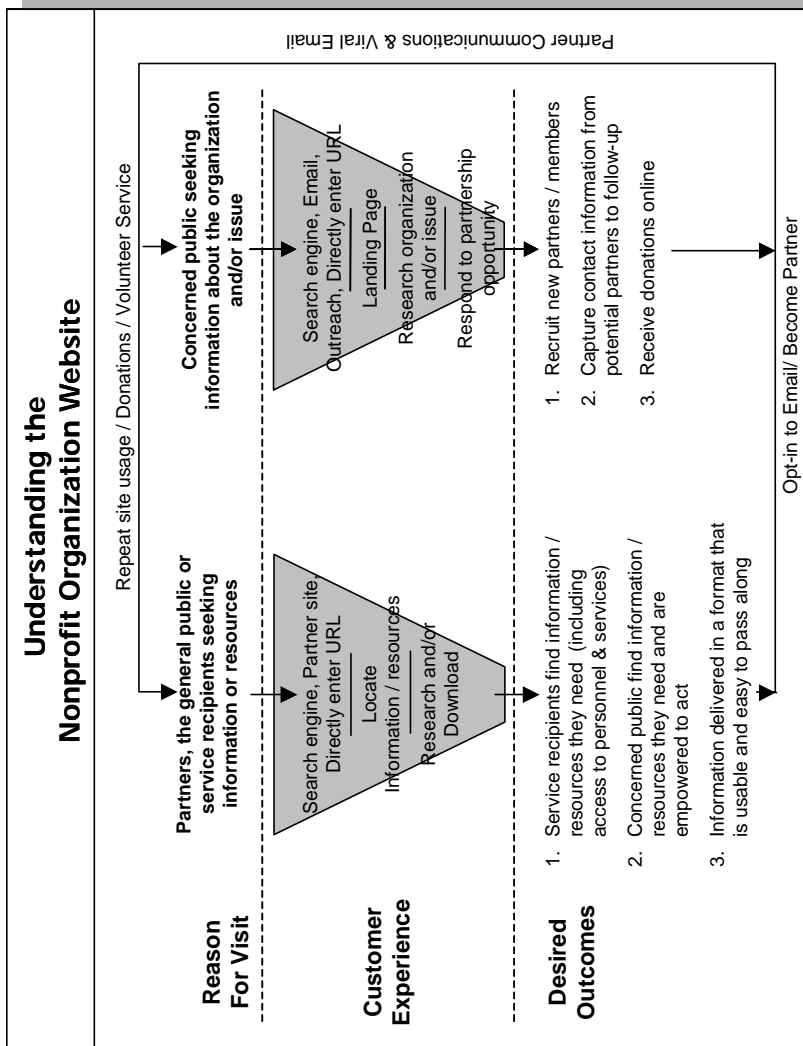 Understanding the
Nonprofit Organization Website
Repeat site usage / Donations / Volunteer Service
Reason
For Visit
Partners, the general public or
service recipients seeking
information or resources
Concerned public seeking
information about the organization
and/or issue
Customer
Experience
Search engine, Partner site,
Directly enter URL
Locate
Information / resources
Research and/or
Download
Search engine, Email,
Outreach, Directly enter URL
Landing Page
Research organization
and/or issue
Respond to partnership
opportunity
Desired
Outcomes
1. Service recipients find information /
resources they need (including
access to personnel & services)
2. Concerned public find information /
resources they need and are
empowered to act
3. Information delivered in a format that
is usable and easy to pass along
1. Recruit new partners / members
2. Capture contact information from
potential partners to follow-up
3. Receive donations online
Opt-in to Email/ Become Partner
Partner Communications & Viral Email